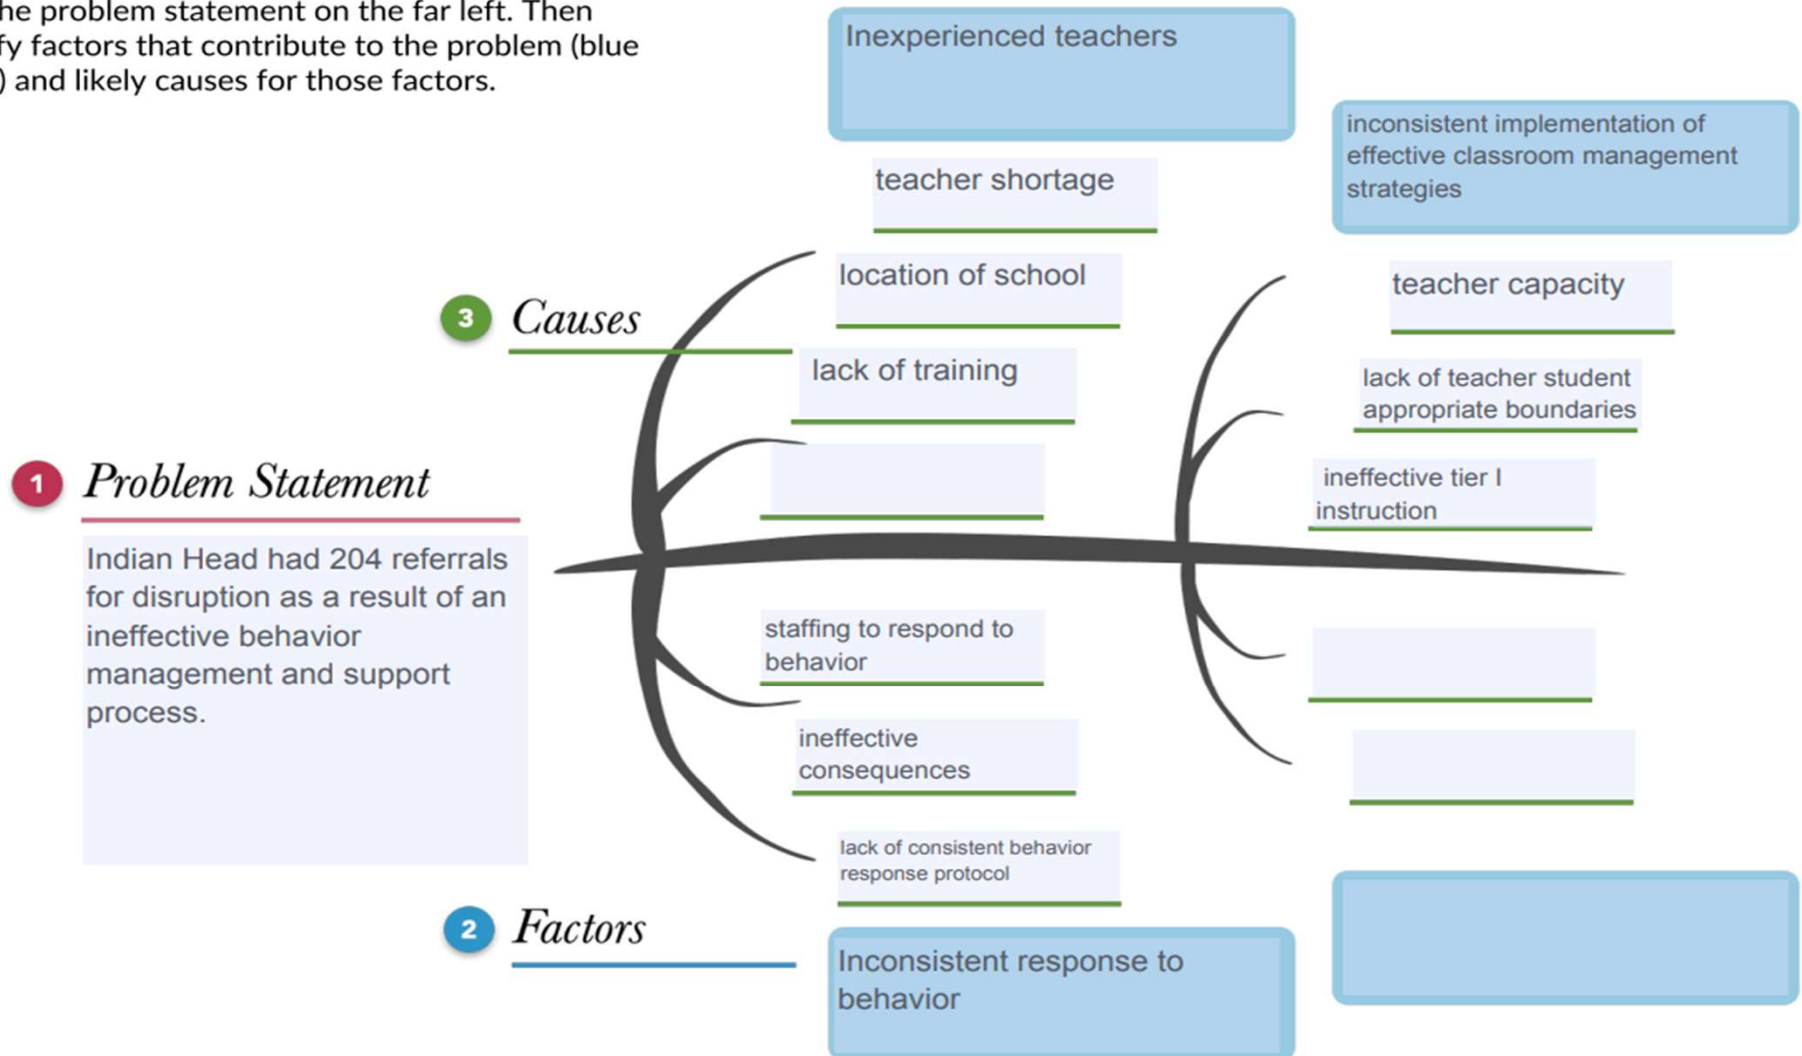 he problem statement on the far left. Then
fy factors that contribute to the problem (blue
) and likely causes for those factors.
Inexperienced teachers
inconsistent implementation of
effective classroom management
strategies
teacher shortage
location of school
lack of training
3 Causes
teacher capacity
lack of teacher student
appropriate boundaries
ineffective tier I
instruction
1 Problem Statement
Indian Head had 204 referrals
for disruption as a result of an
ineffective behavior
management and support
process.
staffing to respond to
behavior
ineffective
consequences
lack of consistent behavior
response protocol
2 Factors
Inconsistent response to
behavior